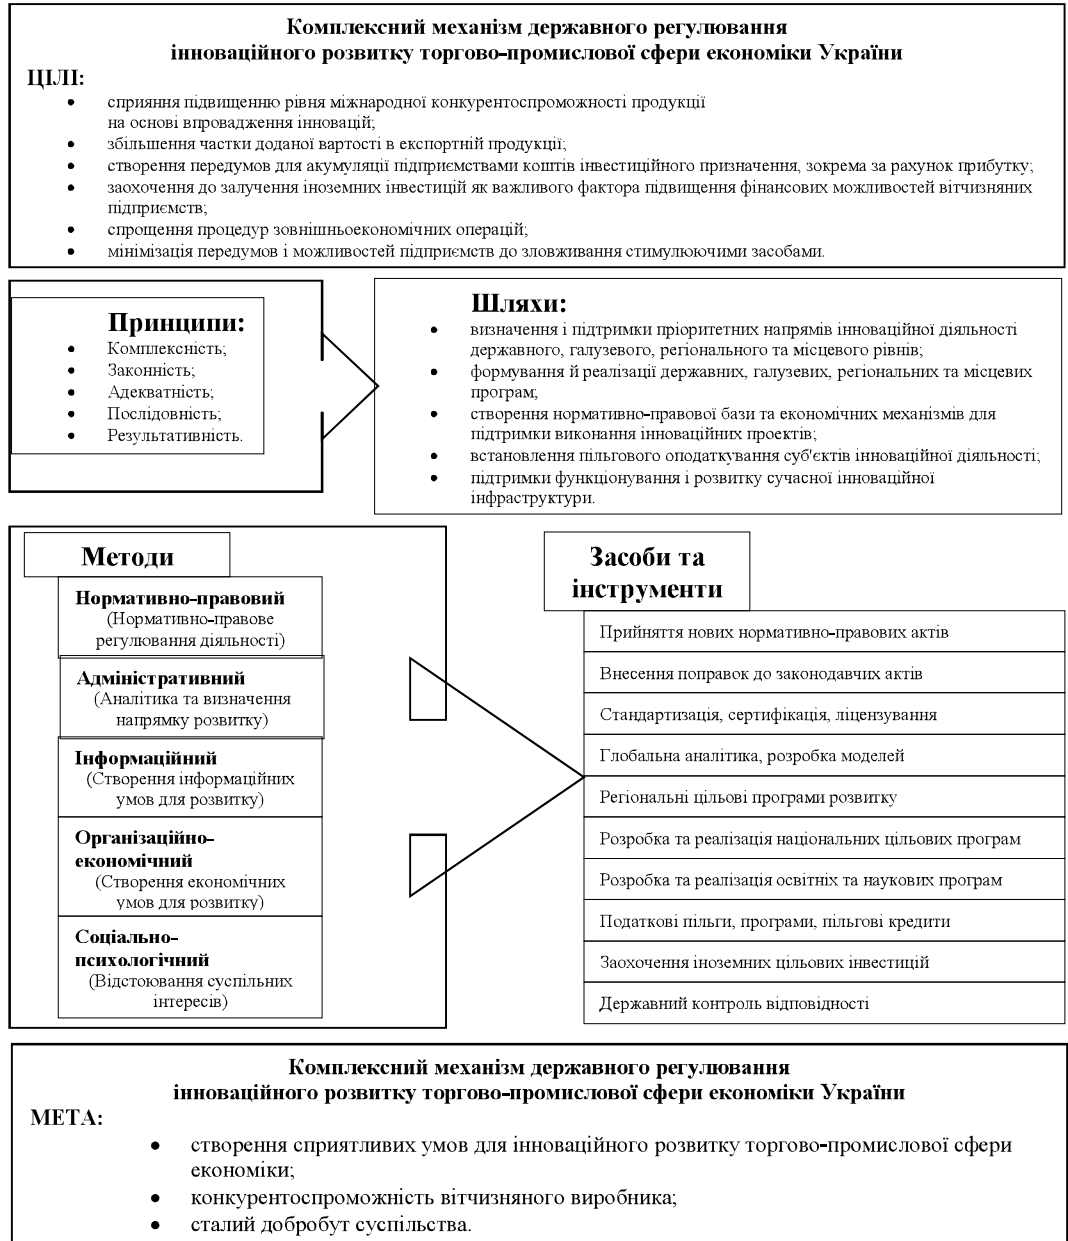 Комплексний механізм державного регулювання
інноваційного розвитку торгово-промислової сфери економіки України
ЦІЛІ:
• сприяння підвищенню рівня міжнародної конкурентоспроможності продукції
на основі впровадження інновацій;
• збільшення частки доданої вартості в експортній продукції;
• створення передумов для акумуляції підприємствами коштів інвестиційного призначення, зокрема за рахунок прибутку;
• заохочення до залучення іноземних інвестицій як важливого фактора підвищення фінансових можливостей вітчизняних
підприємств;
• спрощення процедур зовнішньоекономічних операцій;
• мінімізація передумов і можливостей підприємств до зловживання стимулюючими засобами.
Принципи:
• Комплексність;
• Законність;
• Адекватність;
• Послідовність;
• Результативність.
Шляхи:
• визначення і підтримки пріоритетних напрямів інноваційної діяльності
державного, галузевого, регіонального та місцевого рівнів;
• формування й реалізації державних, галузевих, регіональних та місцевих
програм;
• створення нормативно-правової бази та економічних механізмів для
підтримки виконання інноваційних проектів;
• встановлення пільгового оподаткування суб'єктів інноваційної діяльності;
• підтримки функціонування і розвитку сучасної інноваційної
інфраструктури.
Методи
Нормативно-правовий
(Нормативно-правове
регулювання діяльності)
Адміністративний
(Аналітика та визначення
напрямку розвитку)
Інформаційний
(Створення інформаційних
умов для розвитку)
Організаційно-
економічний
(Створення економічних
умов для розвитку)
Соціально-
психологічний
(Відстоювання суспільних
інтересів)
Засоби та
інструменти
Прийняття нових нормативно-правових актів
Внесення поправок до законодавчих актів
Стандартизація, сертифікація, ліцензування
Глобальна аналітика, розробка моделей
Регіональні цільові програми розвитку
Розробка та реалізація національних цільових програм
Розробка та реалізація освітніх та наукових програм
Податкові пільги, програми, пільгові кредити
Заохочення іноземних цільових інвестицій
Державний контроль відповідності
Комплексний механізм державного регулювання
інноваційного розвитку торгово-промислової сфери економіки України
МЕТА:
• створення сприятливих умов для інноваційного розвитку торгово-промислової сфери
економіки;
• конкурентоспроможність вітчизняного виробника;
• сталий добробут суспільства.